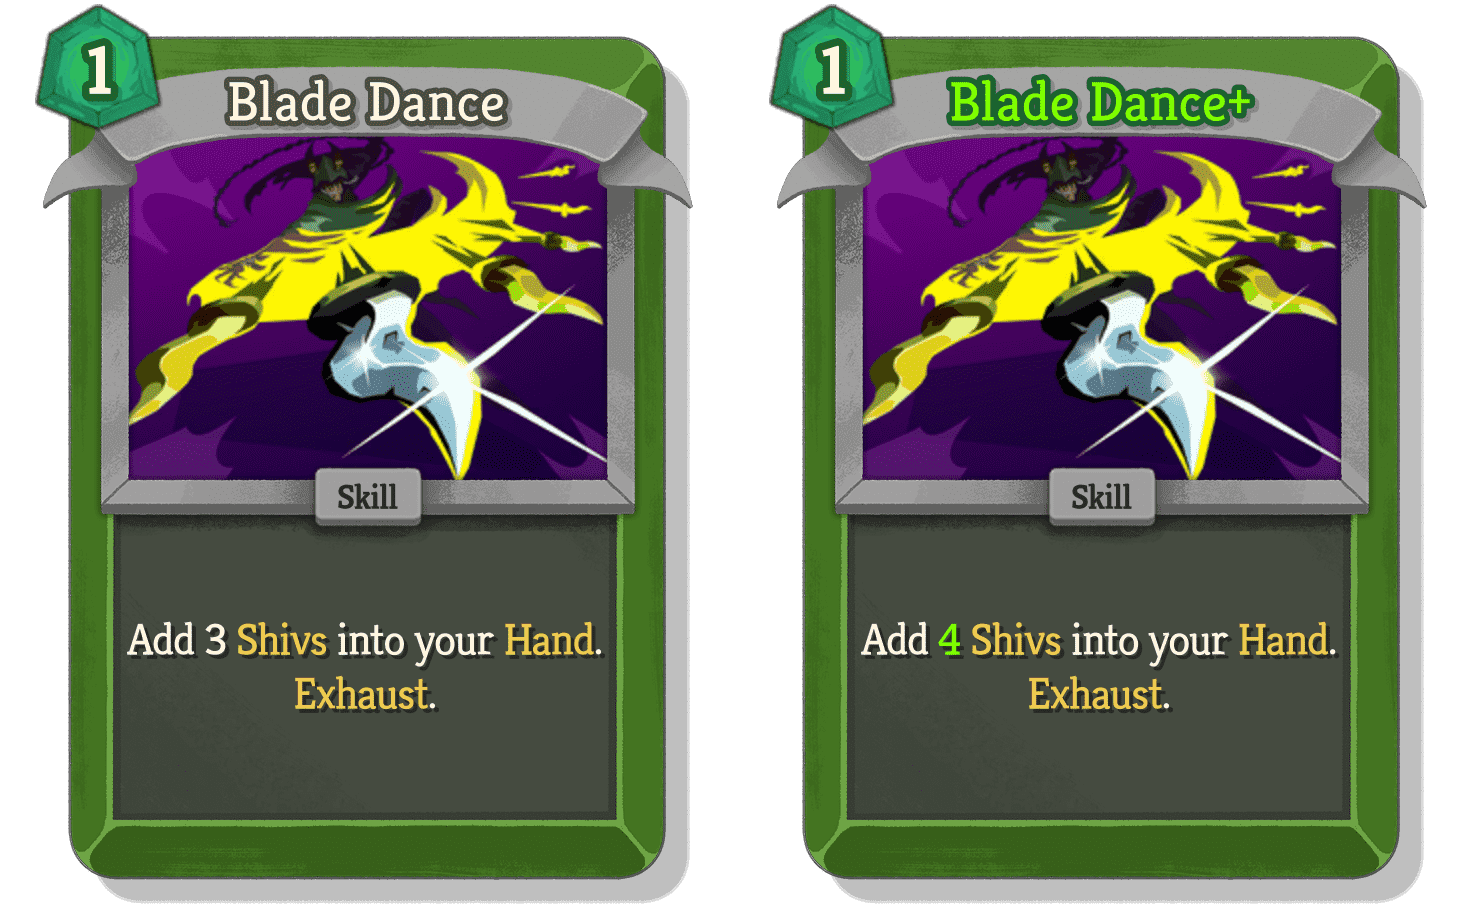 1
Blade Dance
Skill
Add 3 Shivs into your Hand.
Exhaust.
1
Blade Dance+
Skill
Add 4 Shivs into your Hand.
Exhaust.